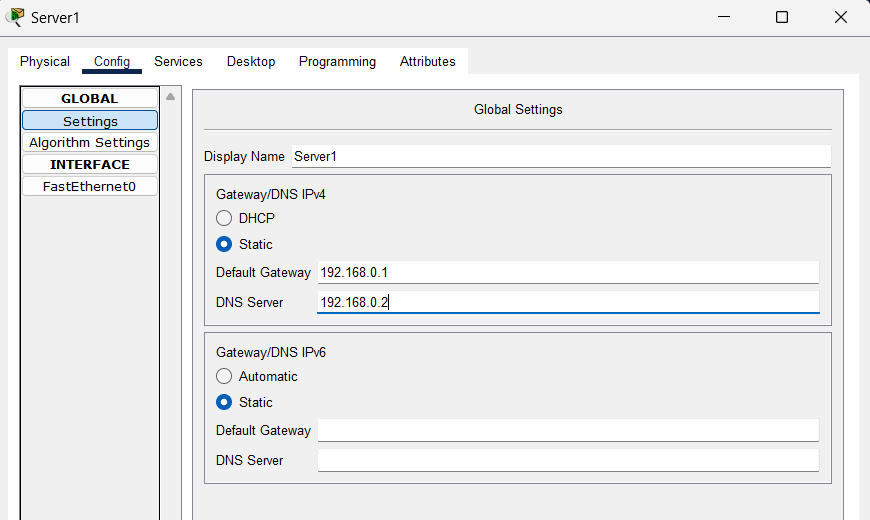 Server1
Physical Config Services Desktop Programming Attributes
GLOBAL
Settings
Algorithm Settings
INTERFACE
FastEthernet0
Global Settings
Display Name Server1
Gateway/DNS IPv4
DHCP
Static
Default Gateway 192.168.0.1
DNS Server 192.168.0.2
Gateway/DNS IPv6
Automatic
Static
Default Gateway
DNS Server